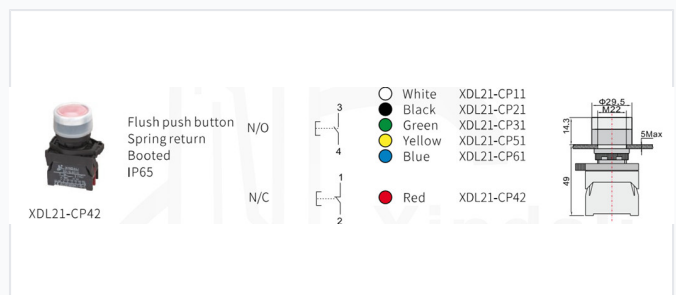 XDL21-CP42
Flush push button
Spring return
Booted
IP65
N/O
3
4
White XDL21-CP11
Black XDL21-CP21
Green XDL21-CP31
Yellow XDL21-CP51
Blue XDL21-CP61
N/C
1
2
Red XDL21-CP42
Φ29,5
M22
14,3
5Max
49